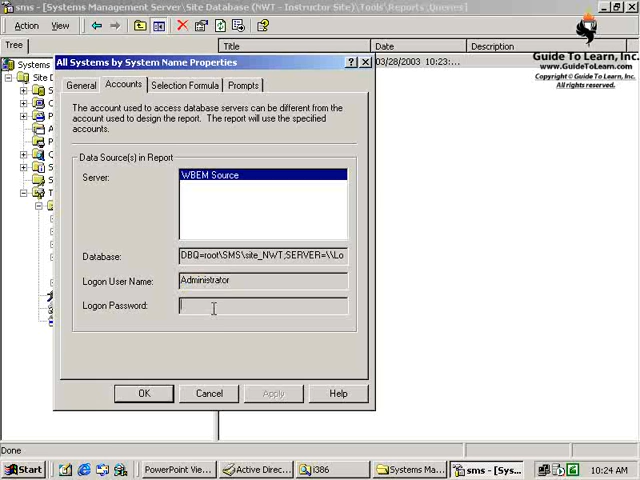 sms - [Systems Management Server\Site Database (NWT - Instructor Site)\Tools\Reports\Queries]
Action View
Tree
Title Date Description
Systems
Site D
03/28/2003 10:23:...
Guide To Learn, Inc.
www.GuideToLearn.com
Copyright © Guide To Learn, Inc.
All rights reserved.
All Systems by System Name Properties
General Accounts Selection Formula Prompts
The account used to access database servers can be different from the
account used to design the report. The report will use the specified
accounts.
Data Source(s) in Report
Server: WBEM Source
Database: DBQ=root\SMS\site_NWT;SERVER=\\Lo
Logon User Name: Administrator
Logon Password:
OK Cancel Apply Help
Done
Start PowerPoint Vie... Active Direc... i386 Systems Ma... sms - [Sys... 10:24 AM